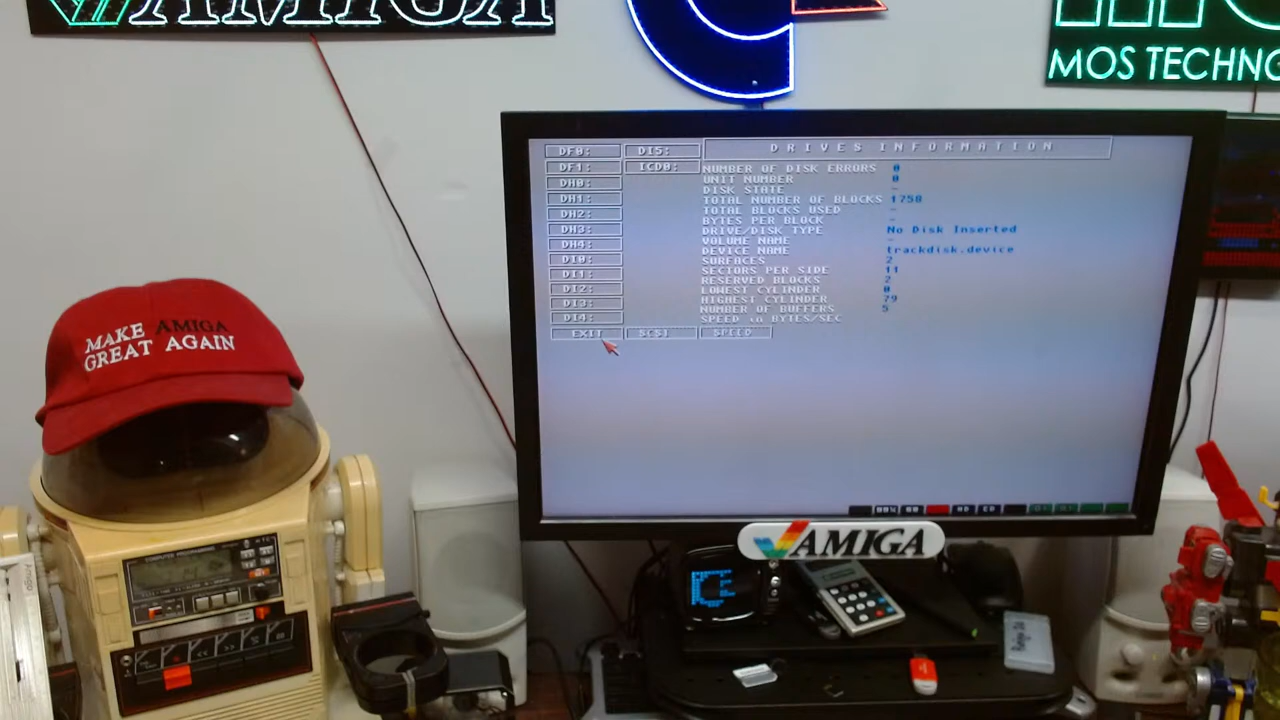 AMIGA
MOS TECHNO
DF0: DI5: DRIVES INFORMATION
DF1: ICD0: NUMBER OF DISK ERRORS 0
UNIT NUMBER 0
DH0: DISK STATE -
DH1: TOTAL NUMBER OF BLOCKS 1758
TOTAL BLOCKS USED -
DH2: BYTES PER BLOCK -
DH3: DRIVE/DISK TYPE No Disk Inserted
VOLUME NAME -
DH4: DEVICE NAME trackdisk.device
DI0: SURFACES 2
DI1: SECTORS PER SIDE 11
RESERVED BLOCKS 2
DI2: LOWEST CYLINDER 0
DI3: HIGHEST CYLINDER 79
NUMBER OF BUFFERS 5
DI4: SPEED in BYTES/SEC
EXIT SCSI SPEED
MAKE AMIGA
GREAT AGAIN
AMIGA